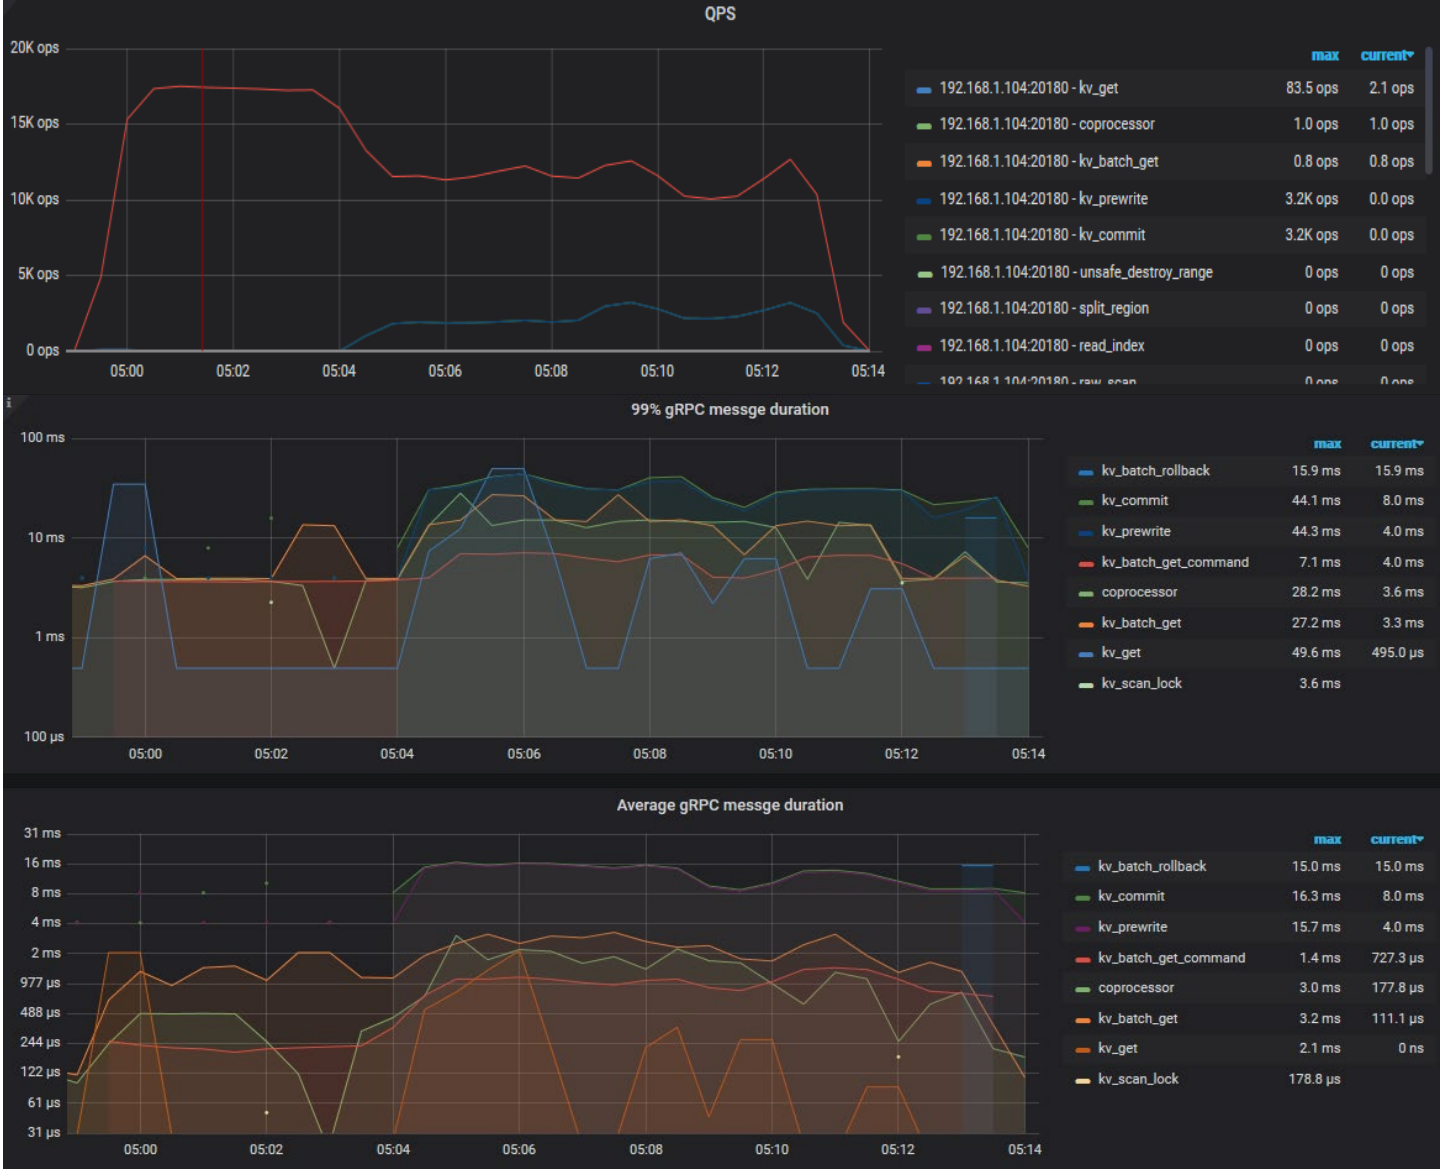 QPS
max current
20K ops
15K ops
10K ops
5K ops
0 ops
05:00 05:02 05:04 05:06 05:08 05:10 05:12 05:14
192.168.1.104:20180 - kv_get 83.5 ops 2.1 ops
192.168.1.104:20180 - coprocessor 1.0 ops 1.0 ops
192.168.1.104:20180 - kv_batch_get 0.8 ops 0.8 ops
192.168.1.104:20180 - kv_prewrite 3.2K ops 0.0 ops
192.168.1.104:20180 - kv_commit 3.2K ops 0.0 ops
192.168.1.104:20180 - unsafe_destroy_range 0 ops 0 ops
192.168.1.104:20180 - split_region 0 ops 0 ops
192.168.1.104:20180 - read_index 0 ops 0 ops
192.168.1.104:20180 - raw_scan 0 ops 0 ops
i
99% gRPC messge duration
100 ms
10 ms
1 ms
100 µs
05:00 05:02 05:04 05:06 05:08 05:10 05:12 05:14
max current
kv_batch_rollback 15.9 ms 15.9 ms
kv_commit 44.1 ms 8.0 ms
kv_prewrite 44.3 ms 4.0 ms
kv_batch_get_command 7.1 ms 4.0 ms
coprocessor 28.2 ms 3.6 ms
kv_batch_get 27.2 ms 3.3 ms
kv_get 49.6 ms 495.0 µs
kv_scan_lock 3.6 ms
Average gRPC messge duration
31 ms
16 ms
8 ms
4 ms
2 ms
977 µs
488 µs
244 µs
122 µs
61 µs
31 µs
05:00 05:02 05:04 05:06 05:08 05:10 05:12 05:14
max current
kv_batch_rollback 15.0 ms 15.0 ms
kv_commit 16.3 ms 8.0 ms
kv_prewrite 15.7 ms 4.0 ms
kv_batch_get_command 1.4 ms 727.3 µs
coprocessor 3.0 ms 177.8 µs
kv_batch_get 3.2 ms 111.1 µs
kv_get 2.1 ms 0 ns
kv_scan_lock 178.8 µs